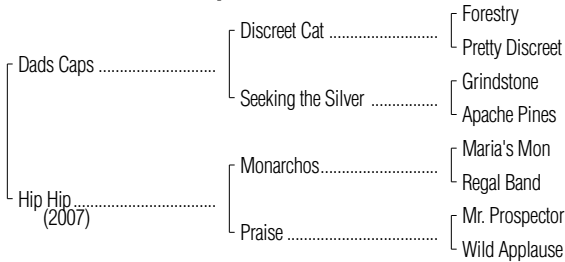 Forestry
Discreet Cat ........................
Pretty Discreet
Dads Caps ..........................
Grindstone
Seeking the Silver ...............
Apache Pines
Maria's Mon
Monarchos..........................
Regal Band
Hip Hip................................
(2007)
Mr. Prospector
Praise .................................
Wild Applause